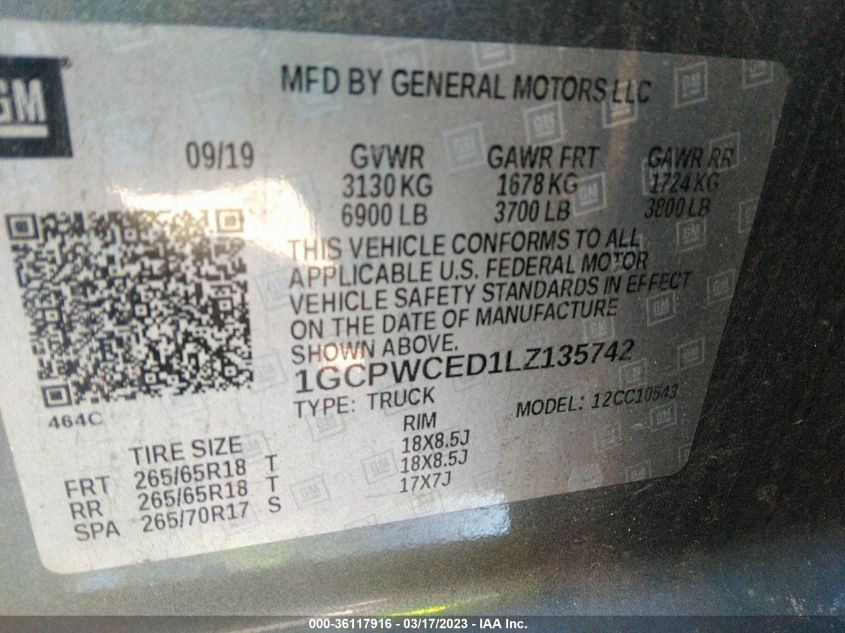 GM
MFD BY GENERAL MOTORS LLC
09/19 GVWR GAWR FRT GAWR RR
3130 KG 1678 KG 1724 KG
6900 LB 3700 LB 3800 LB
THIS VEHICLE CONFORMS TO ALL
APPLICABLE U.S. FEDERAL MOTOR
VEHICLE SAFETY STANDARDS IN EFFECT
ON THE DATE OF MANUFACTURE
SHOWN ABOVE.
1GCPWCED1LZ135742
464C
TYPE: TRUCK MODEL: 12CC10543
TIRE SIZE RIM
FRT 265/65R18 T 18X8.5J
RR 265/65R18 T 18X8.5J
SPA 265/70R17 S 17X7J
000-36117916 - 03/17/2023 - IAA Inc.